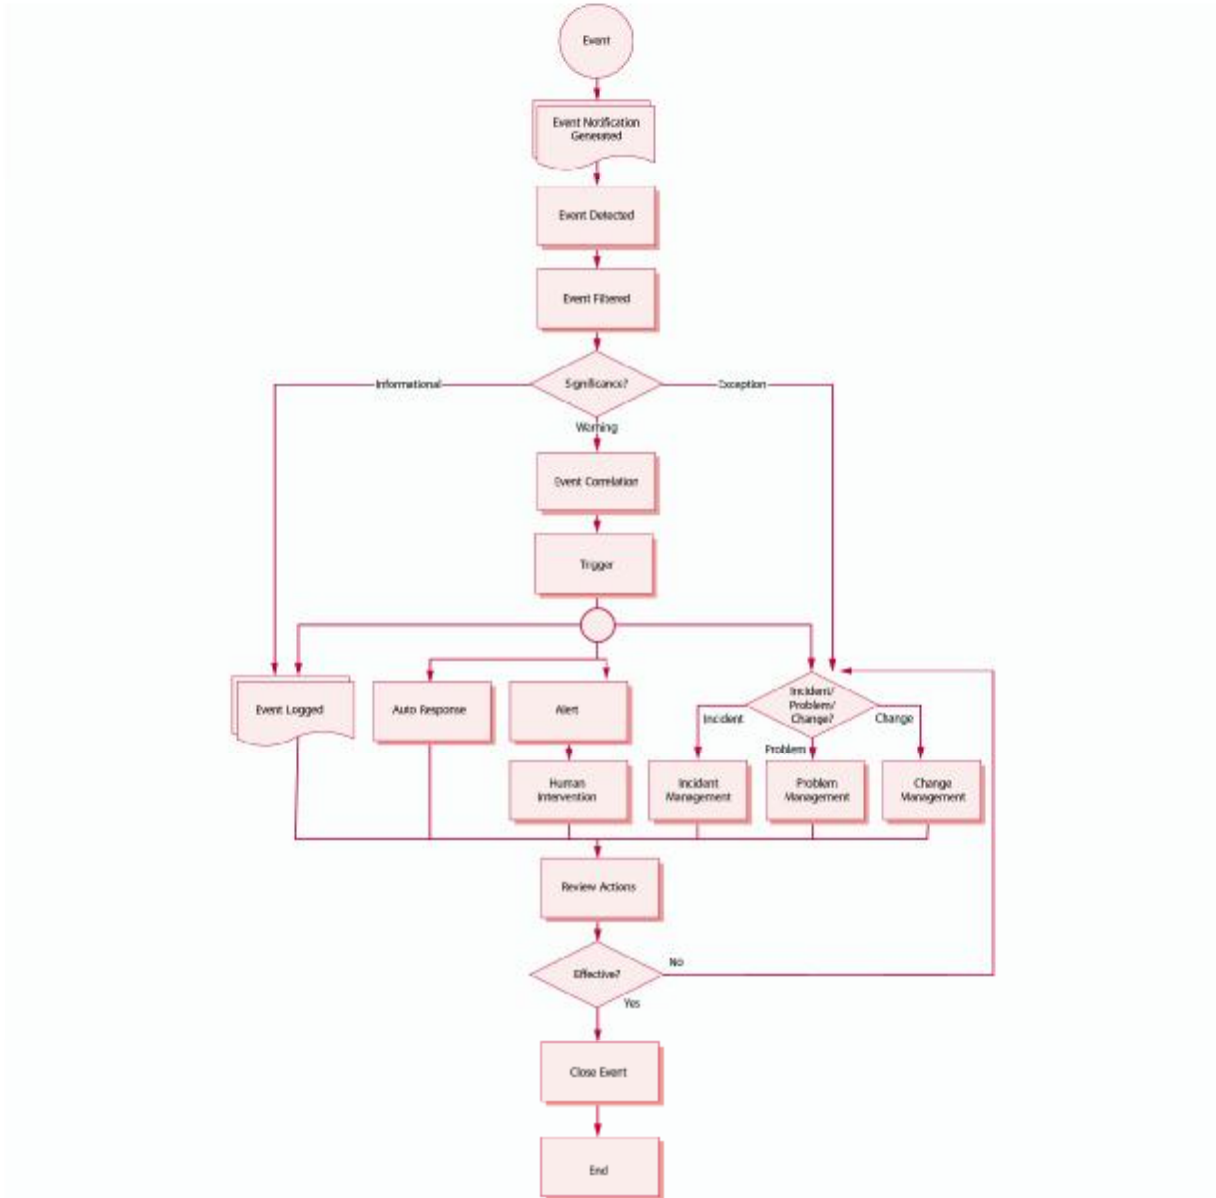 Event
Event Notification
Generated
Event Detected
Event Filtered
Informational
Significance?
Exception
Warning
Event Correlation
Trigger
Event Logged
Auto Response
Alert
Incident/
Problem/
Change?
Incident
Change
Problem
Human
Intervention
Incident
Management
Problem
Management
Change
Management
Review Actions
Effective?
No
Yes
Close Event
End